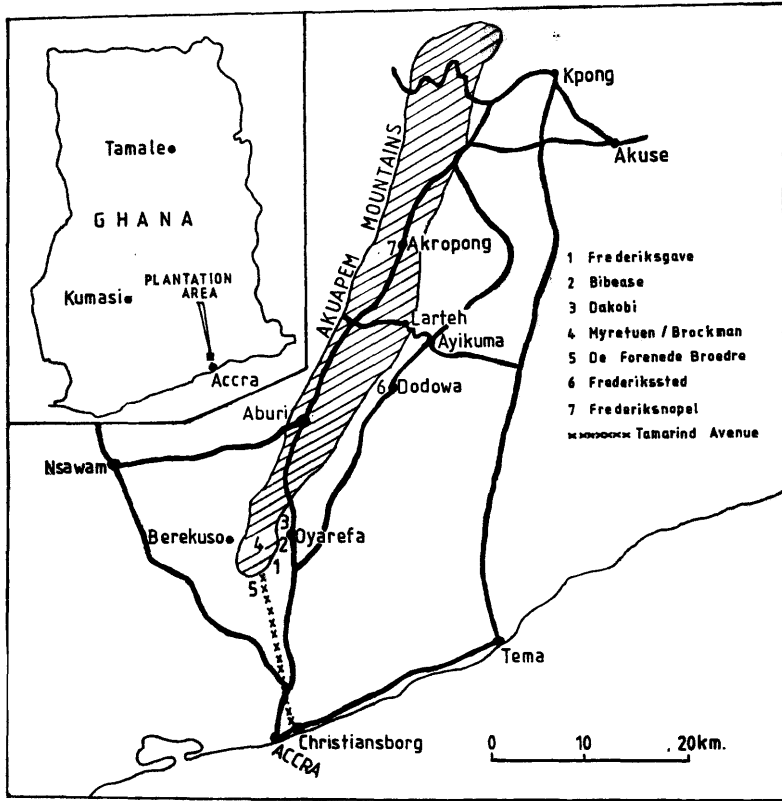 Tamale
GHANA
Kumasi
PLANTATION
AREA
Accra
Kpong
Akuse
AKUAPEM MOUNTAINS
7 Akropong
Larteh
Ayikuma
6 Dodowa
Aburi
Nsawam
Berekuso
3
4 2 Oyarefa
1
5
Tema
Christiansborg
ACCRA
1 Frederiksgave
2 Bibease
3 Dakobi
4 Myretuen / Brockman
5 De Forenede Broedre
6 Frederikssted
7 Frederiksnopel
xxxxxxx Tamarind Avenue
0 10 20km.